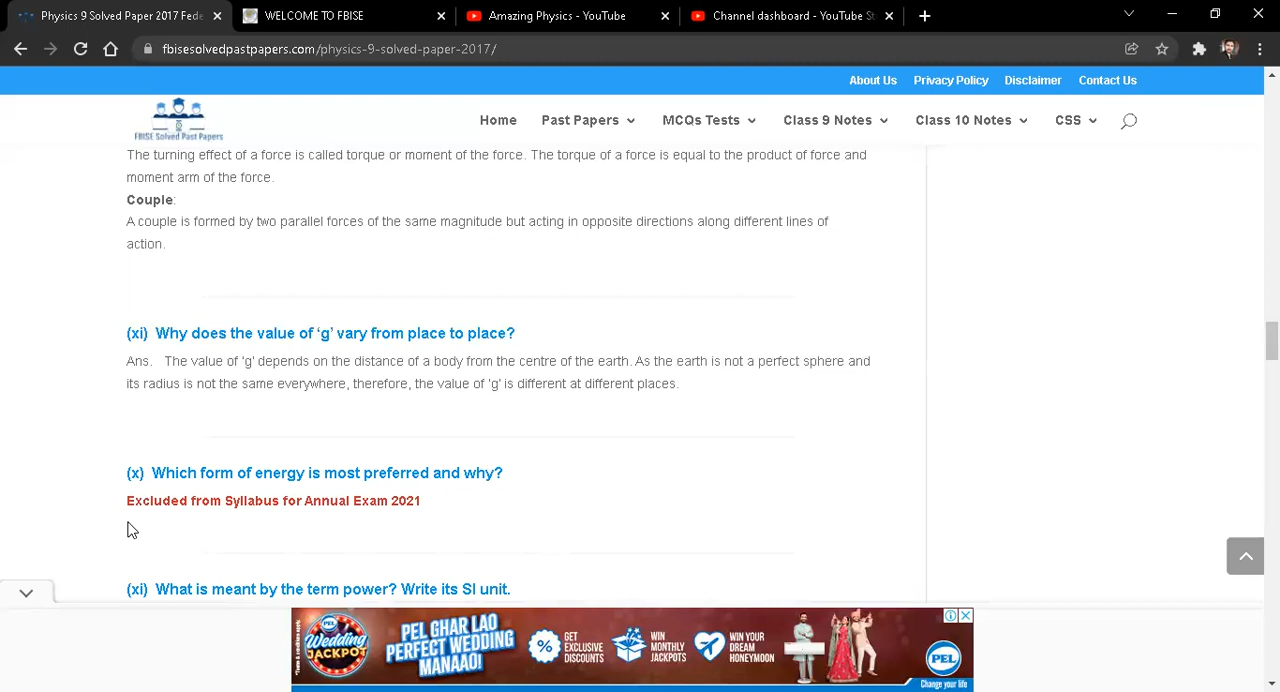 Physics 9 Solved Paper 2017 Fede
WELCOME TO FBISE
Amazing Physics - YouTube
Channel dashboard - YouTube St
fbisesolvedpastpapers.com/physics-9-solved-paper-2017/
About Us Privacy Policy Disclaimer Contact Us
FBISE Solved Past Papers
Home Past Papers MCQs Tests Class 9 Notes Class 10 Notes CSS
The turning effect of a force is called torque or moment of the force. The torque of a force is equal to the product of force and
moment arm of the force.
Couple:
A couple is formed by two parallel forces of the same magnitude but acting in opposite directions along different lines of
action.
(xi) Why does the value of ‘g’ vary from place to place?
Ans. The value of 'g' depends on the distance of a body from the centre of the earth. As the earth is not a perfect sphere and
its radius is not the same everywhere, therefore, the value of 'g' is different at different places.
(x) Which form of energy is most preferred and why?
Excluded from Syllabus for Annual Exam 2021
(xi) What is meant by the term power? Write its SI unit.
PEL
Wedding
JACKPOT
PEL GHAR LAO
PERFECT WEDDING
MANAAO!
%
GET
EXCLUSIVE
DISCOUNTS
WIN
MONTHLY
JACKPOTS
WIN YOUR
DREAM
HONEYMOON
PEL
Change your life